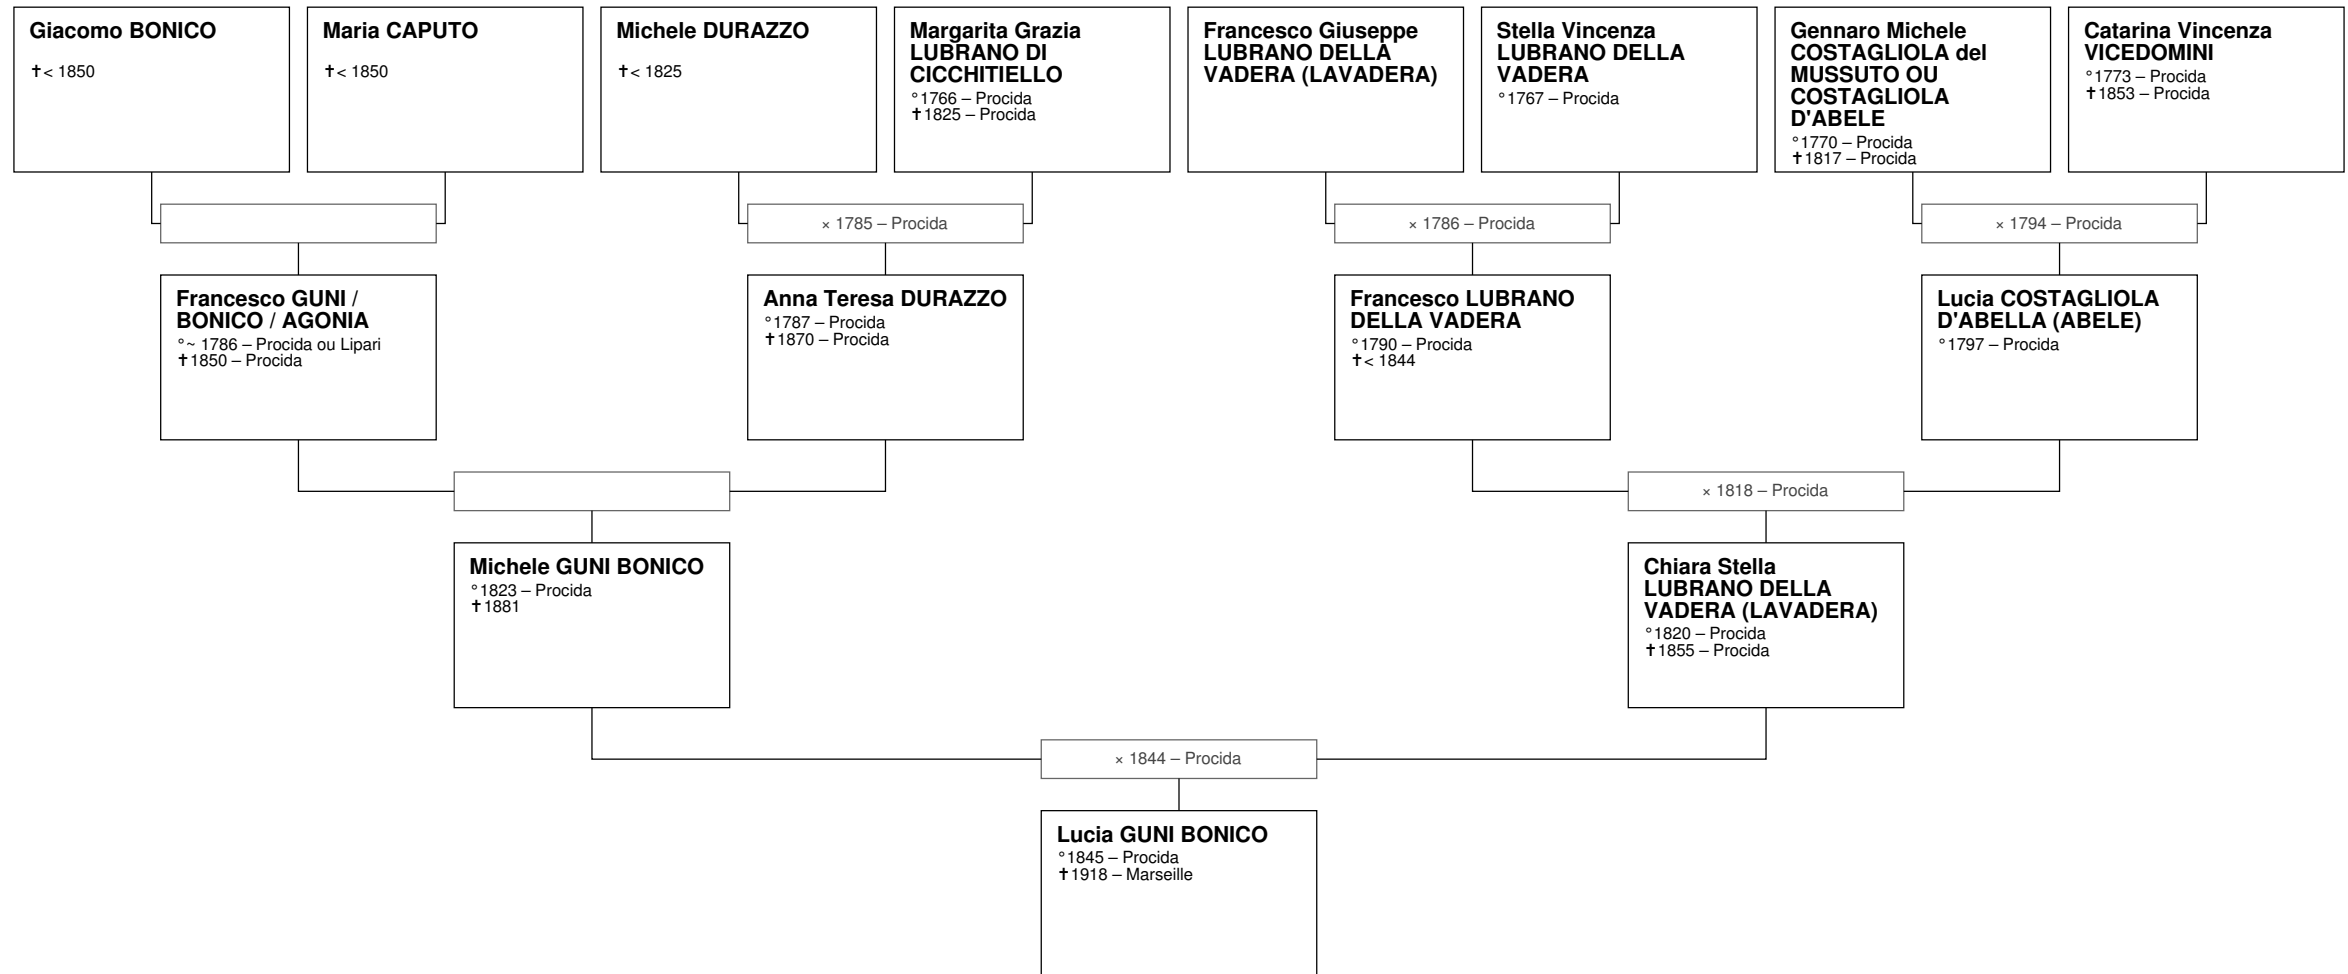 Giacomo BONICO
✝< 1850
Maria CAPUTO
✝< 1850
Michele DURAZZO
✝< 1825
Margarita Grazia
LUBRANO DI
CICCHITIELLO
°1766 – Procida
✝1825 – Procida
Francesco Giuseppe
LUBRANO DELLA
VADERA (LAVADERA)
Stella Vincenza
LUBRANO DELLA
VADERA
°1767 – Procida
Gennaro Michele
COSTAGLIOLA del
MUSSUTO OU
COSTAGLIOLA
D'ABELE
°1770 – Procida
✝1817 – Procida
Catarina Vincenza
VICEDOMINI
°1773 – Procida
✝1853 – Procida
× 1785 – Procida
× 1786 – Procida
× 1794 – Procida
Francesco GUNI /
BONICO / AGONIA
°~ 1786 – Procida ou Lipari
✝1850 – Procida
Anna Teresa DURAZZO
°1787 – Procida
✝1870 – Procida
Francesco LUBRANO
DELLA VADERA
°1790 – Procida
✝< 1844
Lucia COSTAGLIOLA
D'ABELLA (ABELE)
°1797 – Procida
× 1818 – Procida
Michele GUNI BONICO
°1823 – Procida
✝1881
Chiara Stella
LUBRANO DELLA
VADERA (LAVADERA)
°1820 – Procida
✝1855 – Procida
× 1844 – Procida
Lucia GUNI BONICO
°1845 – Procida
✝1918 – Marseille